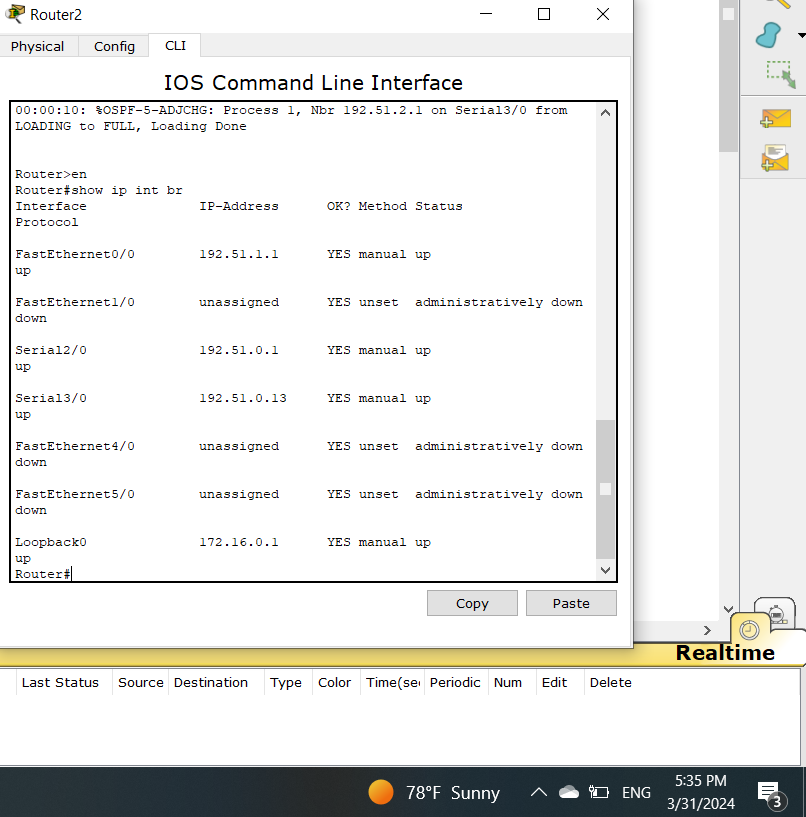 Router2
Physical Config CLI
IOS Command Line Interface
00:00:10: %OSPF-5-ADJCHG: Process 1, Nbr 192.51.2.1 on Serial3/0 from
LOADING to FULL, Loading Done
Router>en
Router#show ip int br
Interface IP-Address OK? Method Status
Protocol
FastEthernet0/0 192.51.1.1 YES manual up
up
FastEthernet1/0 unassigned YES unset administratively down
down
Serial2/0 192.51.0.1 YES manual up
up
Serial3/0 192.51.0.13 YES manual up
up
FastEthernet4/0 unassigned YES unset administratively down
down
FastEthernet5/0 unassigned YES unset administratively down
down
Loopback0 172.16.0.1 YES manual up
up
Router#
Copy Paste
Realtime
Last Status Source Destination Type Color Time(sec Periodic Num Edit Delete
78°F Sunny ENG 5:35 PM
3/31/2024 3